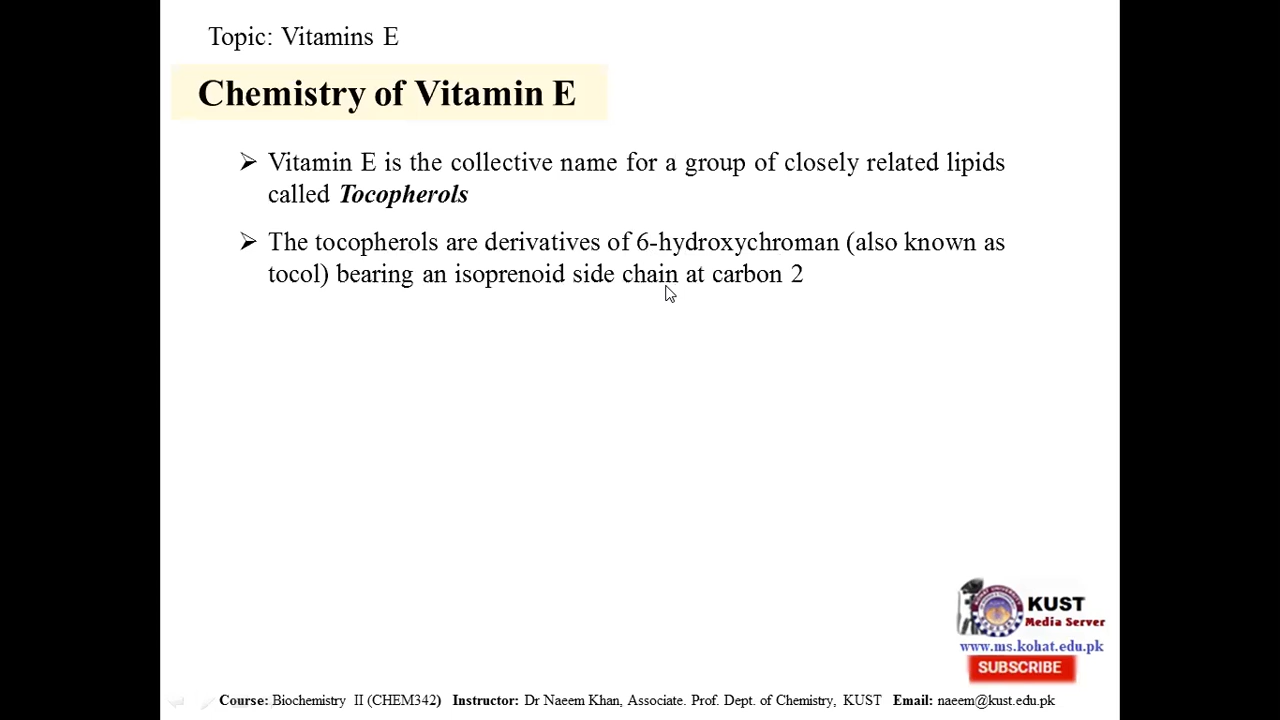 Topic: Vitamins E
Chemistry of Vitamin E
➢ Vitamin E is the collective name for a group of closely related lipids
called Tocopherols
➢ The tocopherols are derivatives of 6-hydroxychroman (also known as
tocol) bearing an isoprenoid side chain at carbon 2
KUST
Media Server
www.ms.kohat.edu.pk
SUBSCRIBE
Course: Biochemistry II (CHEM342) Instructor: Dr Naeem Khan, Associate. Prof. Dept. of Chemistry, KUST Email: naeem@kust.edu.pk